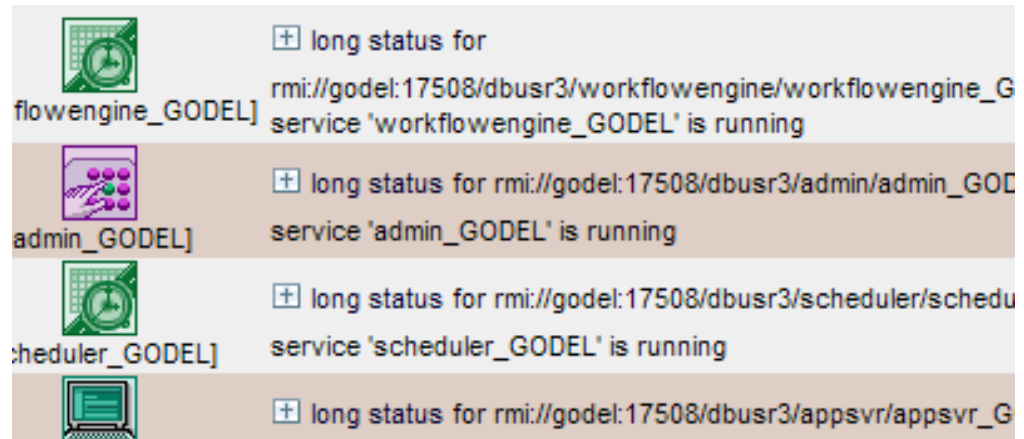 long status for
rmi://godel:17508/dbusr3/workflowengine/workflowengine_G
flowengine_GODEL]
service 'workflowengine_GODEL' is running
long status for rmi://godel:17508/dbusr3/admin/admin_GOD
admin_GODEL]
service 'admin_GODEL' is running
long status for rmi://godel:17508/dbusr3/scheduler/schedu
cheduler_GODEL]
service 'scheduler_GODEL' is running
long status for rmi://godel:17508/dbusr3/appsvr/appsvr_G